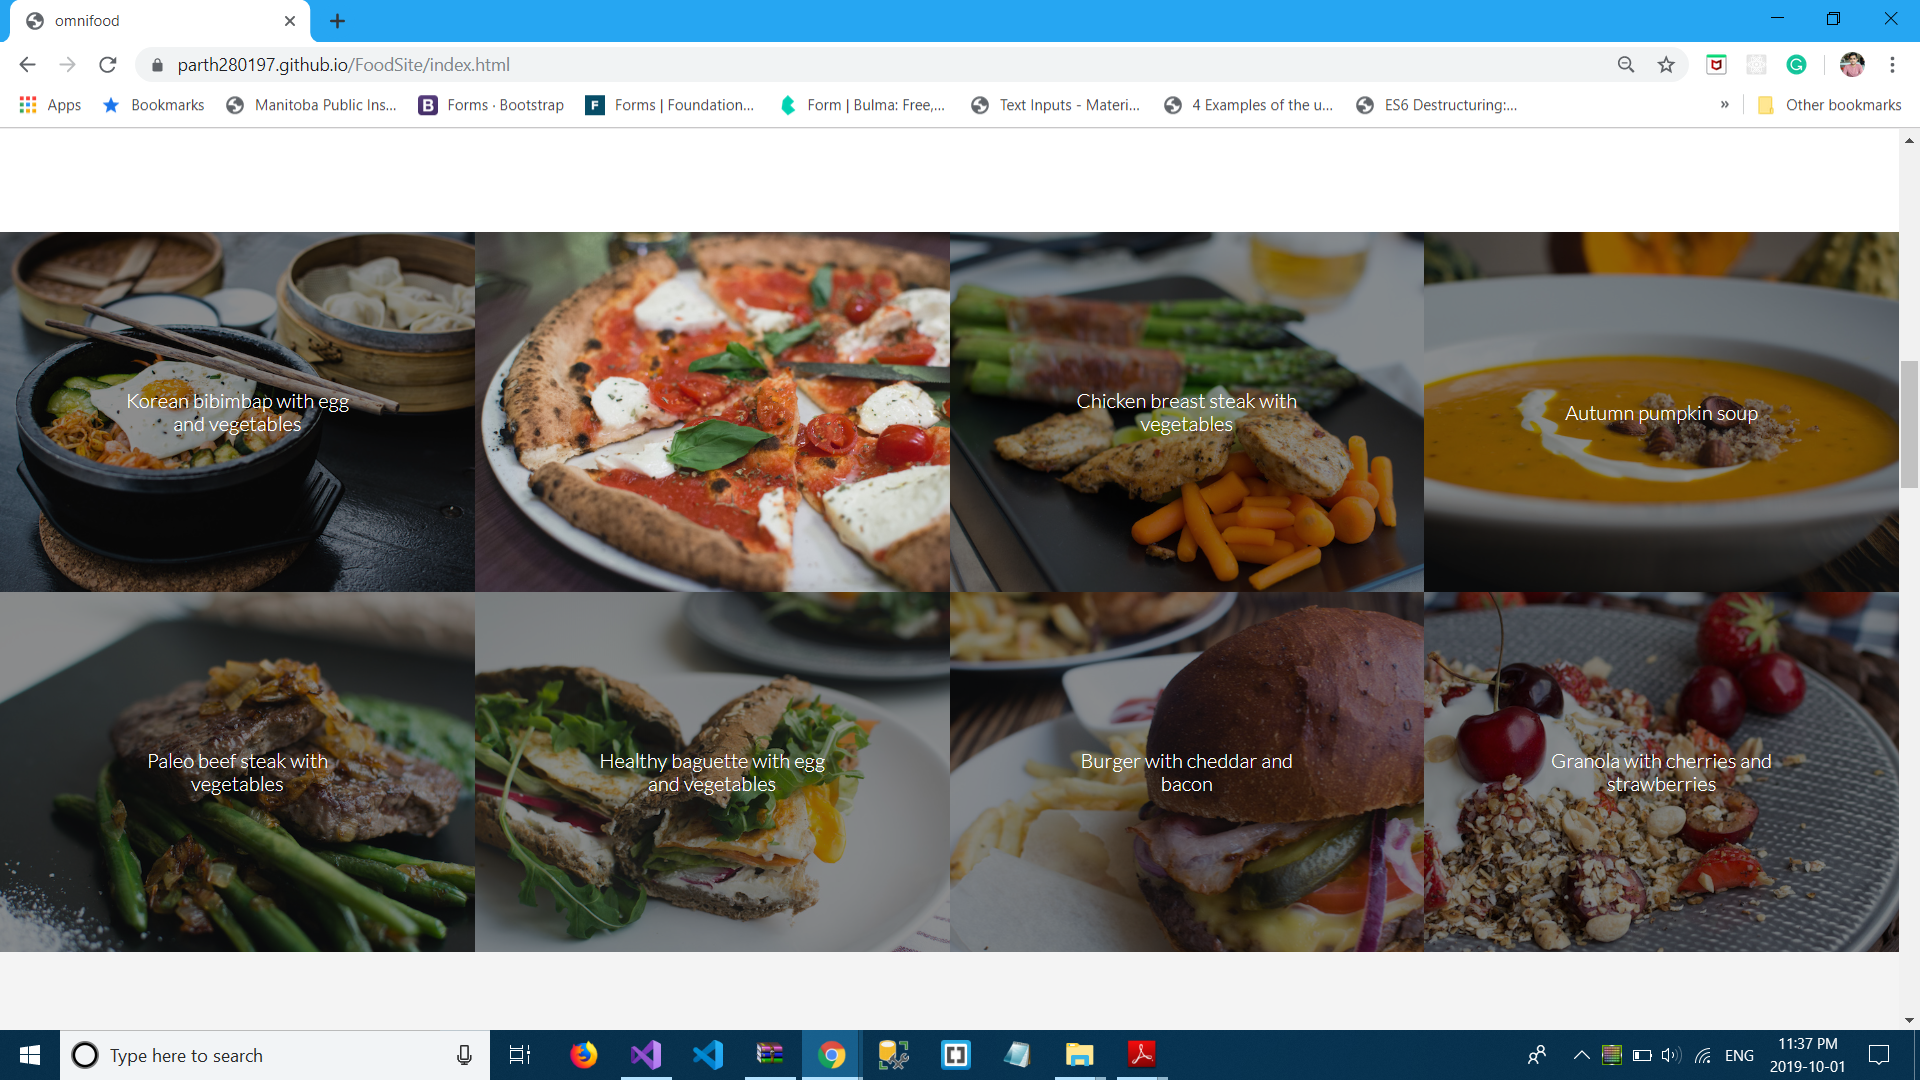 omnifood
parth280197.github.io/FoodSite/index.html
Apps
Bookmarks
Manitoba Public Ins...
B
Forms · Bootstrap
F
Forms | Foundation...
Form | Bulma: Free,...
Text Inputs - Materi...
4 Examples of the u...
ES6 Destructuring:...
»
Other bookmarks
Korean bibimbap with egg
and vegetables
Chicken breast steak with
vegetables
Autumn pumpkin soup
Paleo beef steak with
vegetables
Healthy baguette with egg
and vegetables
Burger with cheddar and
bacon
Granola with cherries and
strawberries
Type here to search
ENG
11:37 PM
2019-10-01